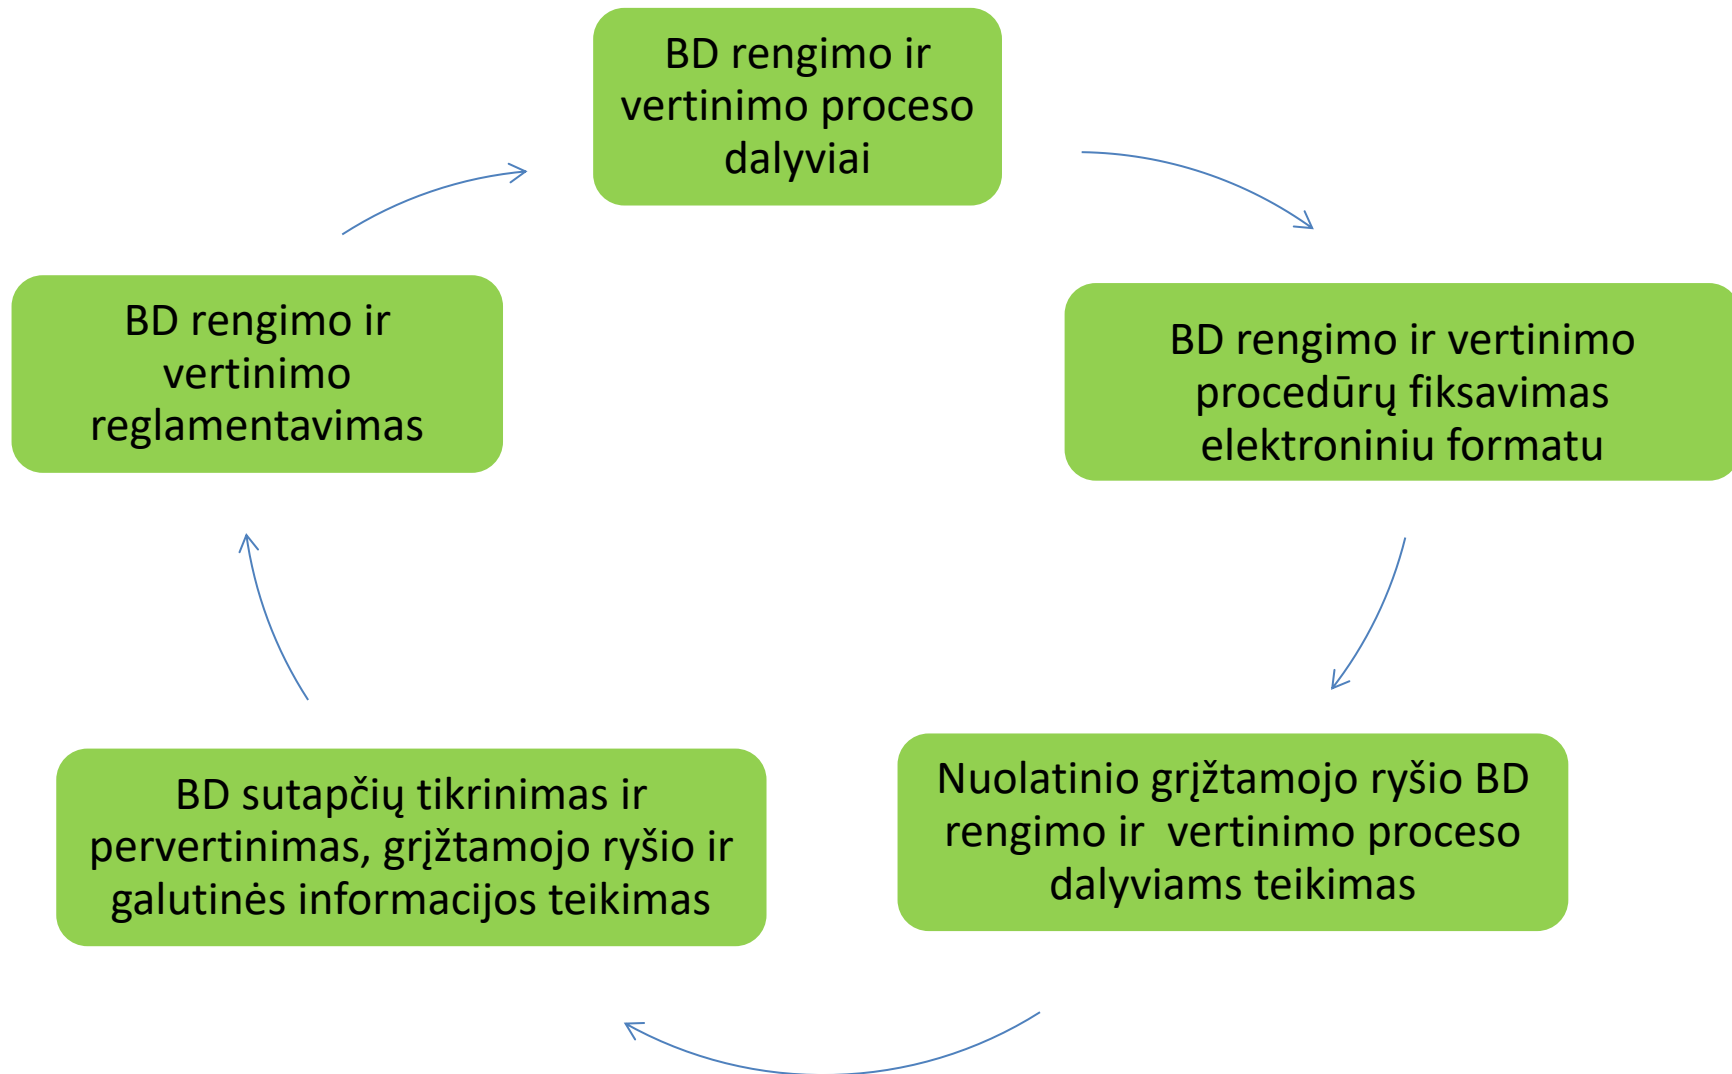 BD rengimo ir
vertinimo proceso
dalyviai
BD rengimo ir vertinimo
procedūrų fiksavimas
elektroniniu formatu
Nuolatinio grįžtamojo ryšio BD
rengimo ir vertinimo proceso
dalyviams teikimas
BD sutapčių tikrinimas ir
pervertinimas, grįžtamojo ryšio ir
galutinės informacijos teikimas
BD rengimo ir
vertinimo
reglamentavimas